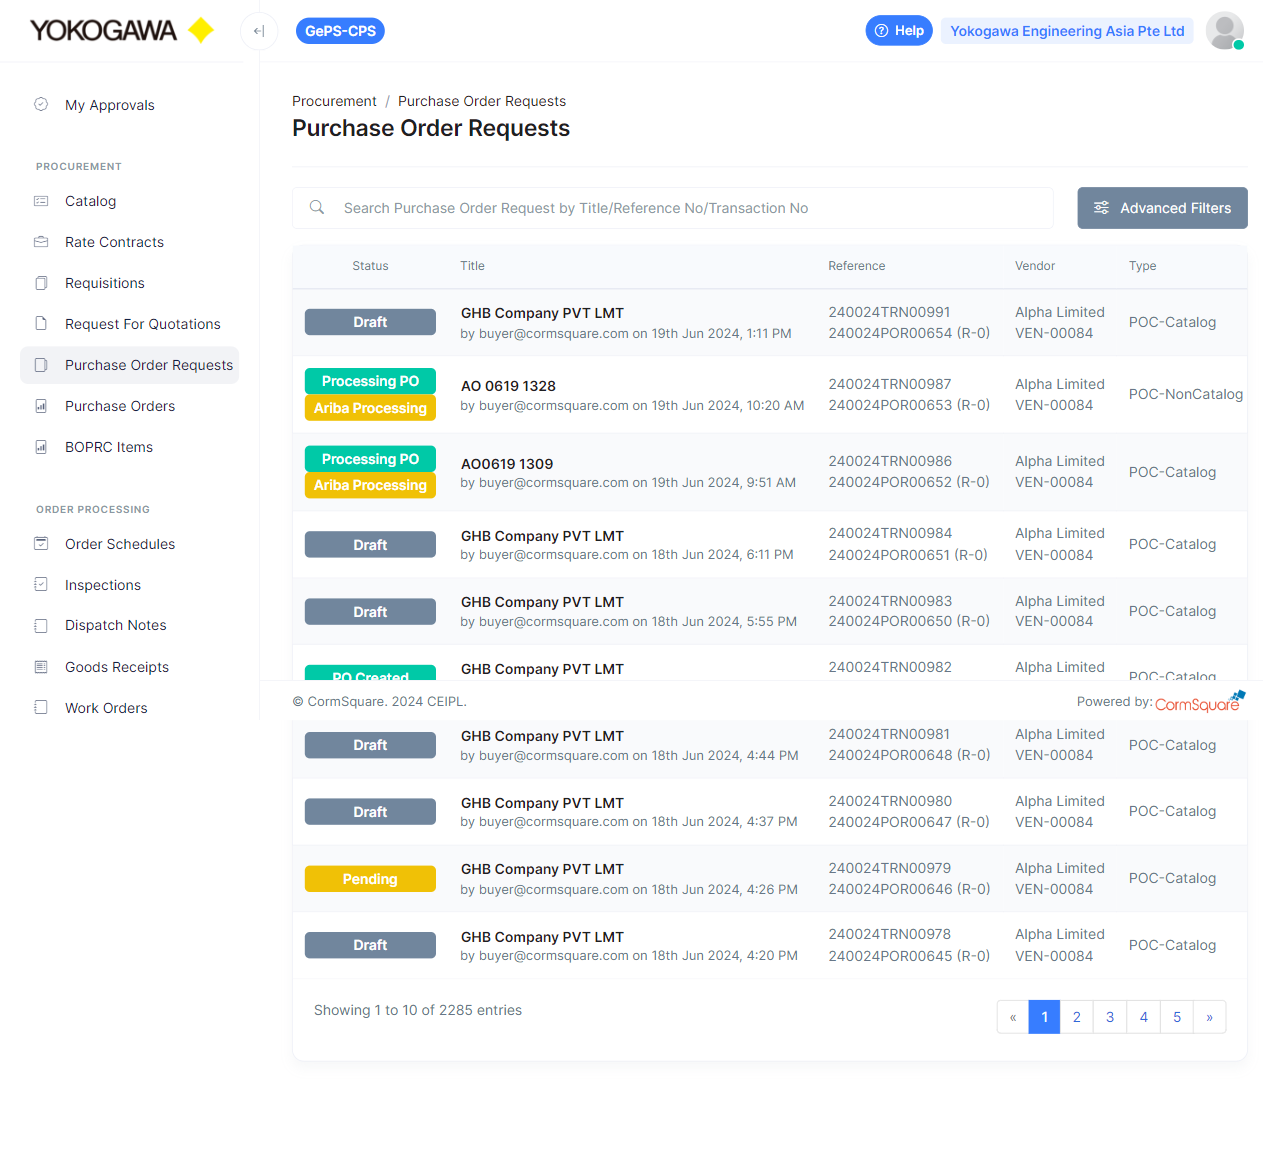 YOKOGAWA
GePS-CPS
Help
Yokogawa Engineering Asia Pte Ltd
My Approvals
PROCUREMENT
Catalog
Rate Contracts
Requisitions
Request For Quotations
Purchase Order Requests
Purchase Orders
BOPRC Items
ORDER PROCESSING
Order Schedules
Inspections
Dispatch Notes
Goods Receipts
Work Orders
Procurement / Purchase Order Requests
Purchase Order Requests
Search Purchase Order Request by Title/Reference No/Transaction No
Advanced Filters
Status Title Reference Vendor Type
Draft
GHB Company PVT LMT
by buyer@cormsquare.com on 19th Jun 2024, 1:11 PM
240024TRN00991
240024POR00654 (R-0)
Alpha Limited
VEN-00084
POC-Catalog
Processing PO
Ariba Processing
AO 0619 1328
by buyer@cormsquare.com on 19th Jun 2024, 10:20 AM
240024TRN00987
240024POR00653 (R-0)
Alpha Limited
VEN-00084
POC-NonCatalog
Processing PO
Ariba Processing
AO0619 1309
by buyer@cormsquare.com on 19th Jun 2024, 9:51 AM
240024TRN00986
240024POR00652 (R-0)
Alpha Limited
VEN-00084
POC-Catalog
Draft
GHB Company PVT LMT
by buyer@cormsquare.com on 18th Jun 2024, 6:11 PM
240024TRN00984
240024POR00651 (R-0)
Alpha Limited
VEN-00084
POC-Catalog
Draft
GHB Company PVT LMT
by buyer@cormsquare.com on 18th Jun 2024, 5:55 PM
240024TRN00983
240024POR00650 (R-0)
Alpha Limited
VEN-00084
POC-Catalog
PO Created
GHB Company PVT LMT
240024TRN00982
Alpha Limited
POC-Catalog
© CormSquare. 2024 CEIPL.
Powered by: CormSquare
Draft
GHB Company PVT LMT
by buyer@cormsquare.com on 18th Jun 2024, 4:44 PM
240024TRN00981
240024POR00648 (R-0)
Alpha Limited
VEN-00084
POC-Catalog
Draft
GHB Company PVT LMT
by buyer@cormsquare.com on 18th Jun 2024, 4:37 PM
240024TRN00980
240024POR00647 (R-0)
Alpha Limited
VEN-00084
POC-Catalog
Pending
GHB Company PVT LMT
by buyer@cormsquare.com on 18th Jun 2024, 4:26 PM
240024TRN00979
240024POR00646 (R-0)
Alpha Limited
VEN-00084
POC-Catalog
Draft
GHB Company PVT LMT
by buyer@cormsquare.com on 18th Jun 2024, 4:20 PM
240024TRN00978
240024POR00645 (R-0)
Alpha Limited
VEN-00084
POC-Catalog
Showing 1 to 10 of 2285 entries
« 1 2 3 4 5 »